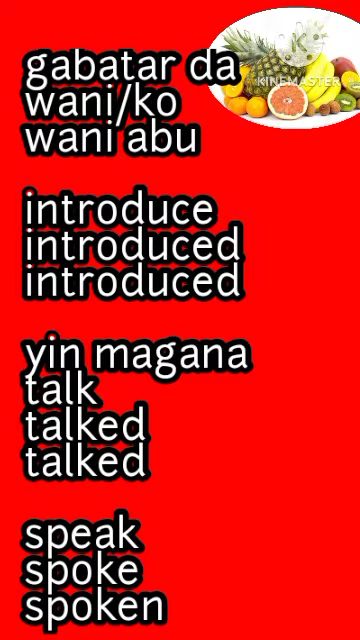 gabatar da
wani/ko
wani abu
KINEMASTER
introduce
introduced
introduced
yin magana
talk
talked
talked
speak
spoke
spoken